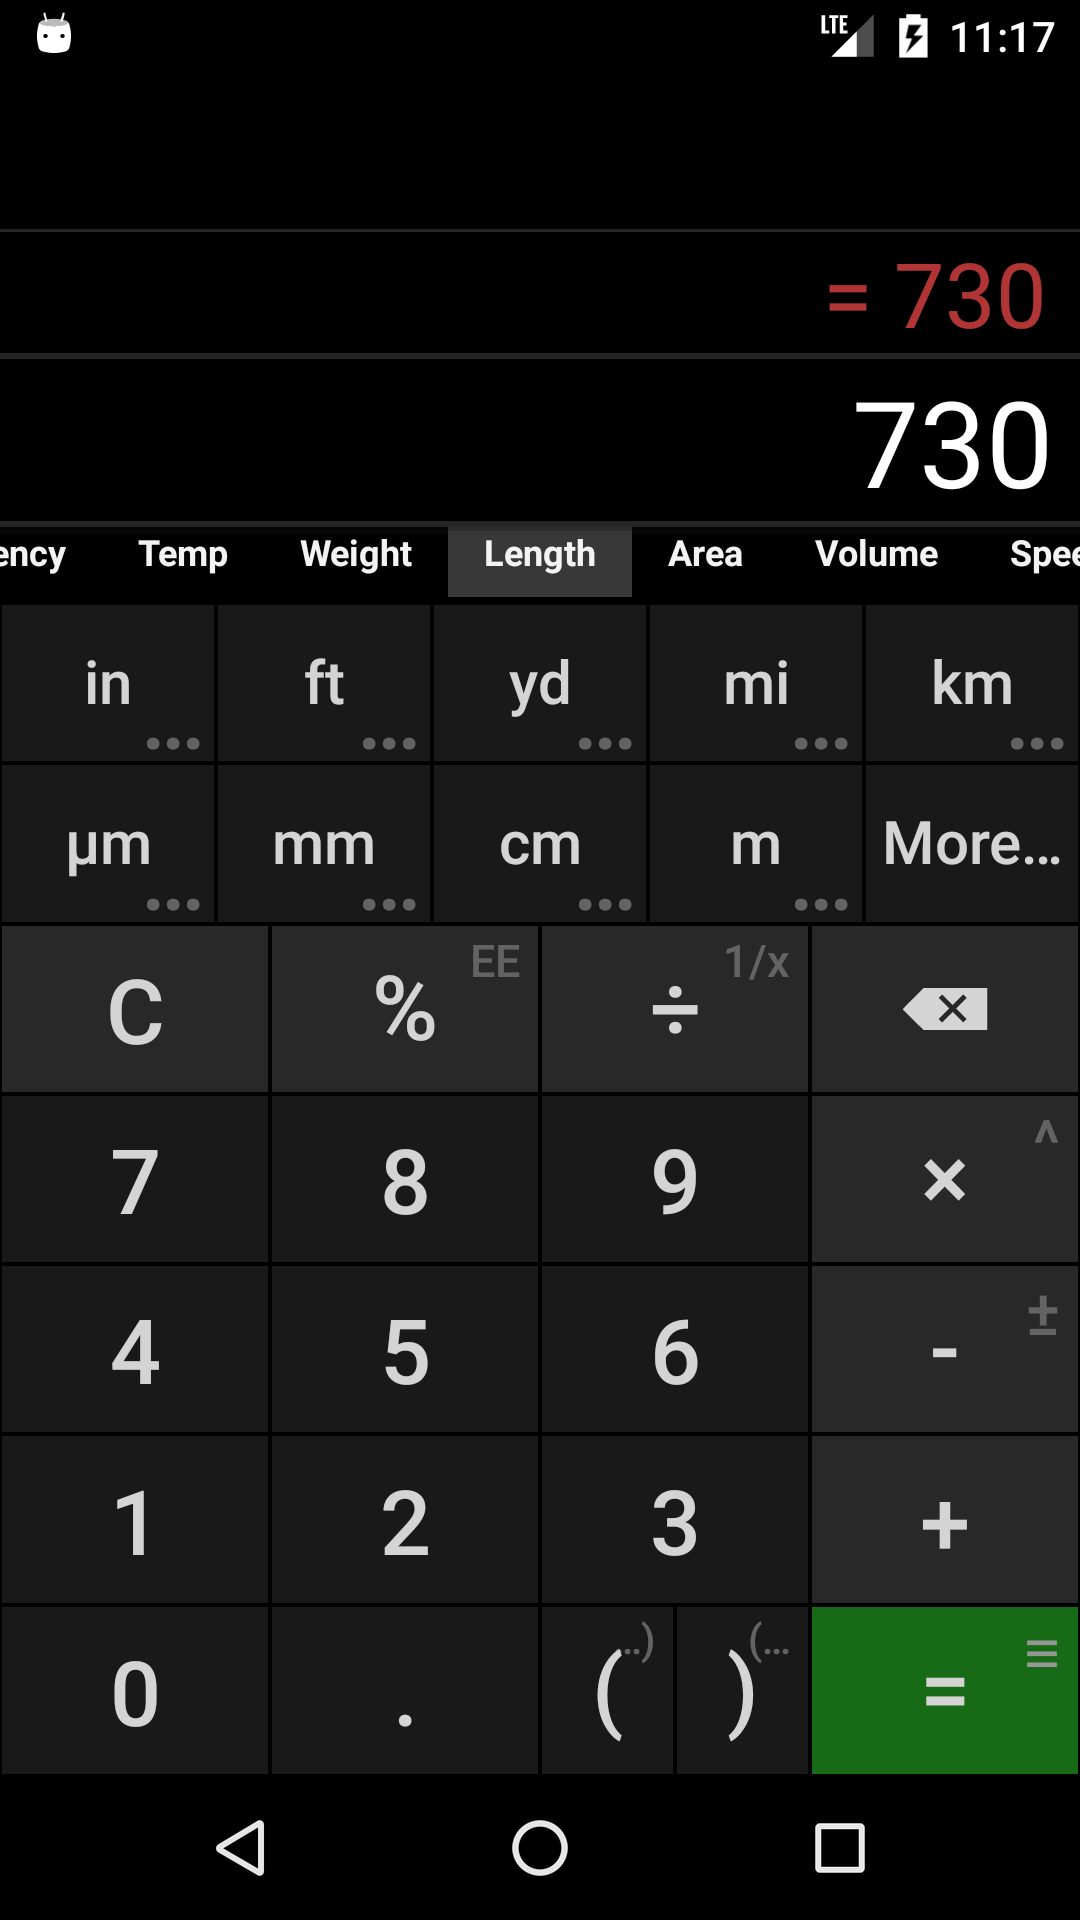 LTE 11:17
= 730
730
ency Temp Weight Length Area Volume Spee
in ft yd mi km
µm mm cm m More...
C % EE ÷ 1/x
7 8 9 × ^
4 5 6 - ±
1 2 3 +
0 . ( ..) ) (... =